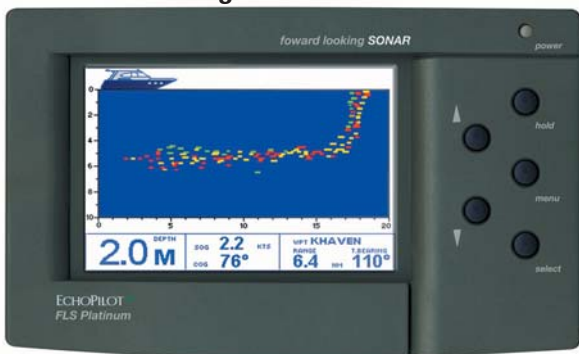 foward looking SONAR
power
hold
menu
select
0
2
4
6
8
10
0 5 10 15 20
2.0 M DEPTH
SOG 2.2 KTS
COG 76°
WPT KHAVEN
RANGE T.BEARING
6.4 NM 110°
ECHOPILOT
FLS Platinum